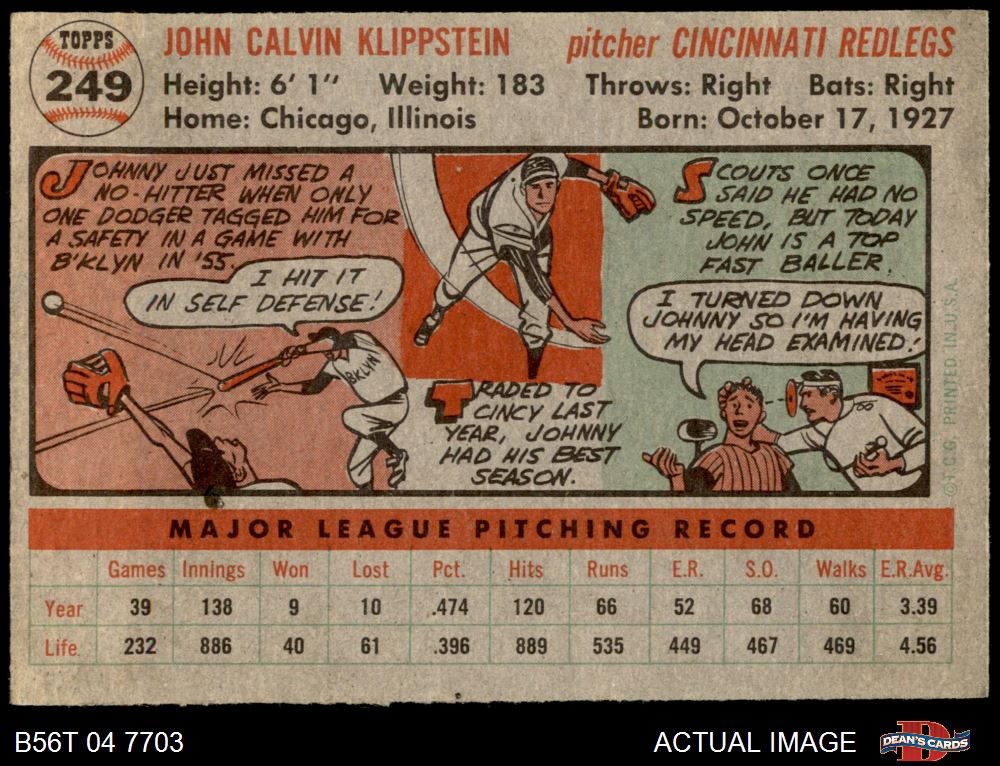 TOPPS
249
JOHN CALVIN KLIPPSTEIN pitcher CINCINNATI REDLEGS
Height: 6' 1" Weight: 183 Throws: Right Bats: Right
Home: Chicago, Illinois Born: October 17, 1927
JOHNNY JUST MISSED A
NO-HITTER WHEN ONLY
ONE DODGER TAGGED HIM FOR
A SAFETY IN A GAME WITH
B'KLYN IN '55.
I HIT IT
IN SELF DEFENSE!
B'KLYN
TRADED TO
CINCY LAST
YEAR, JOHNNY
HAD HIS BEST
SEASON.
SCOUTS ONCE
SAID HE HAD NO
SPEED, BUT TODAY
JOHN IS A TOP
FAST BALLER.
I TURNED DOWN
JOHNNY SO I'M HAVING
MY HEAD EXAMINED!
©T.C.G. PRINTED IN U.S.A.
MAJOR LEAGUE PITCHING RECORD
Games Innings Won Lost Pct. Hits Runs E.R. S.O. Walks E.R.Avg.
Year 39 138 9 10 .474 120 66 52 68 60 3.39
Life 232 886 40 61 .396 889 535 449 467 469 4.56
B56T 04 7703 ACTUAL IMAGE DEAN'S CARDS